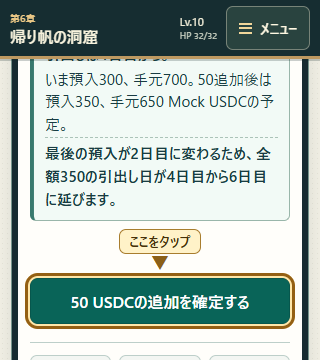 第6章
帰り帆の洞窟
Lv.10
HP 32/32
メニュー
いま預入300、手元700。50追加後は
預入350、手元650 Mock USDCの予
定。
最後の預入が2日目に変わるため、全
額350の引出し日が4日目から6日目
に延びます。
ここをタップ
50 USDCの追加を確定する